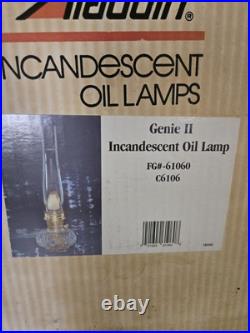 Aladdin®
INCANDESCENT
OIL LAMPS
Genie II
Incandescent Oil Lamp
FG#-61060
C6106